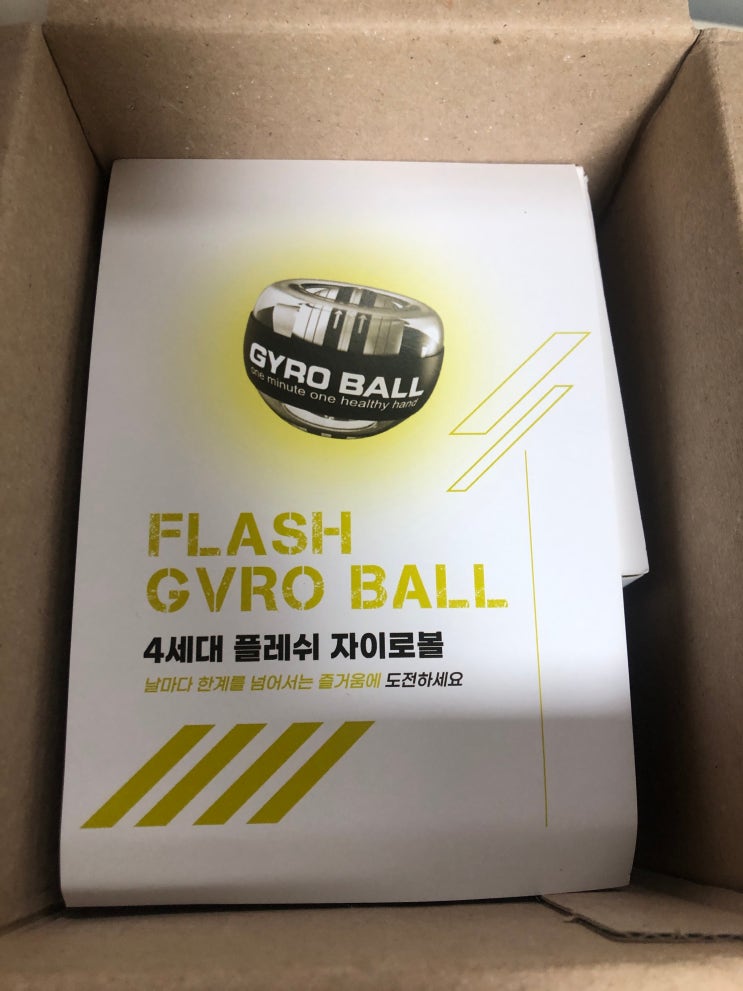 GYRO BALL
one minute one healthy hand
FLASH
GVRO BALL
4세대 플레쉬 자이로볼
날마다 한계를 넘어서는 즐거움에 도전하세요